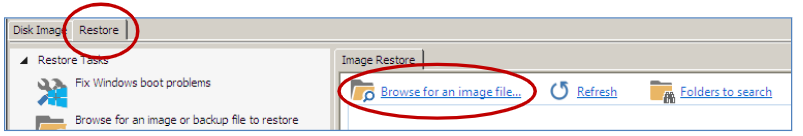 Disk Image Restore
Restore Tasks
Image Restore
Fix Windows boot problems
Browse for an image file...
Refresh
Folders to search
Browse for an image or backup file to restore